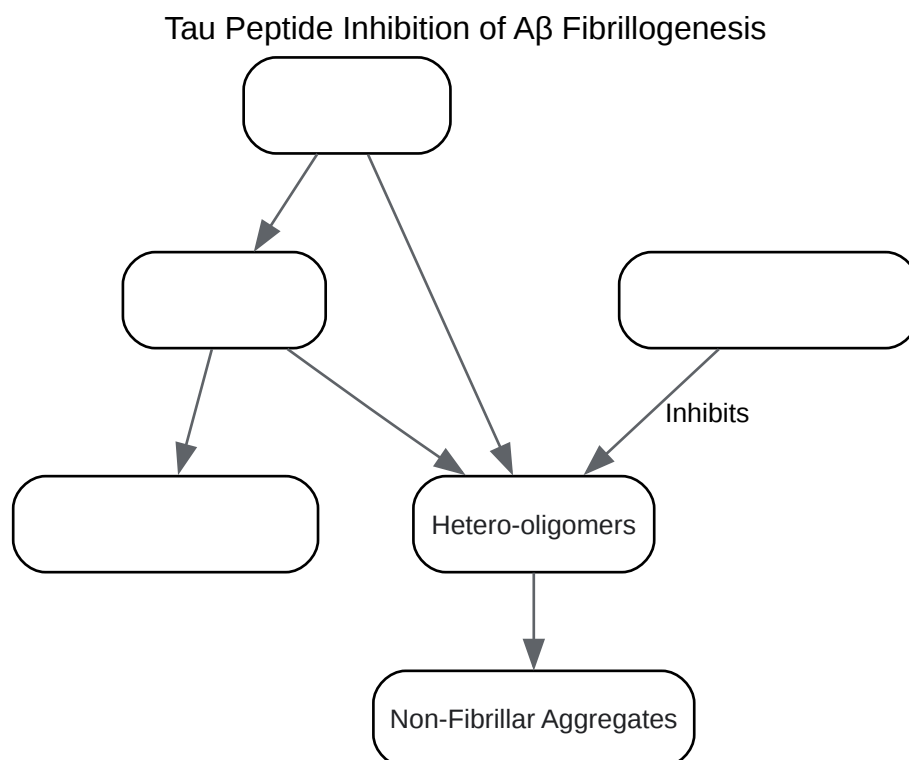 Tau Peptide Inhibition of Aβ Fibrillogenesis
Inhibits
Hetero-oligomers
Non-Fibrillar Aggregates